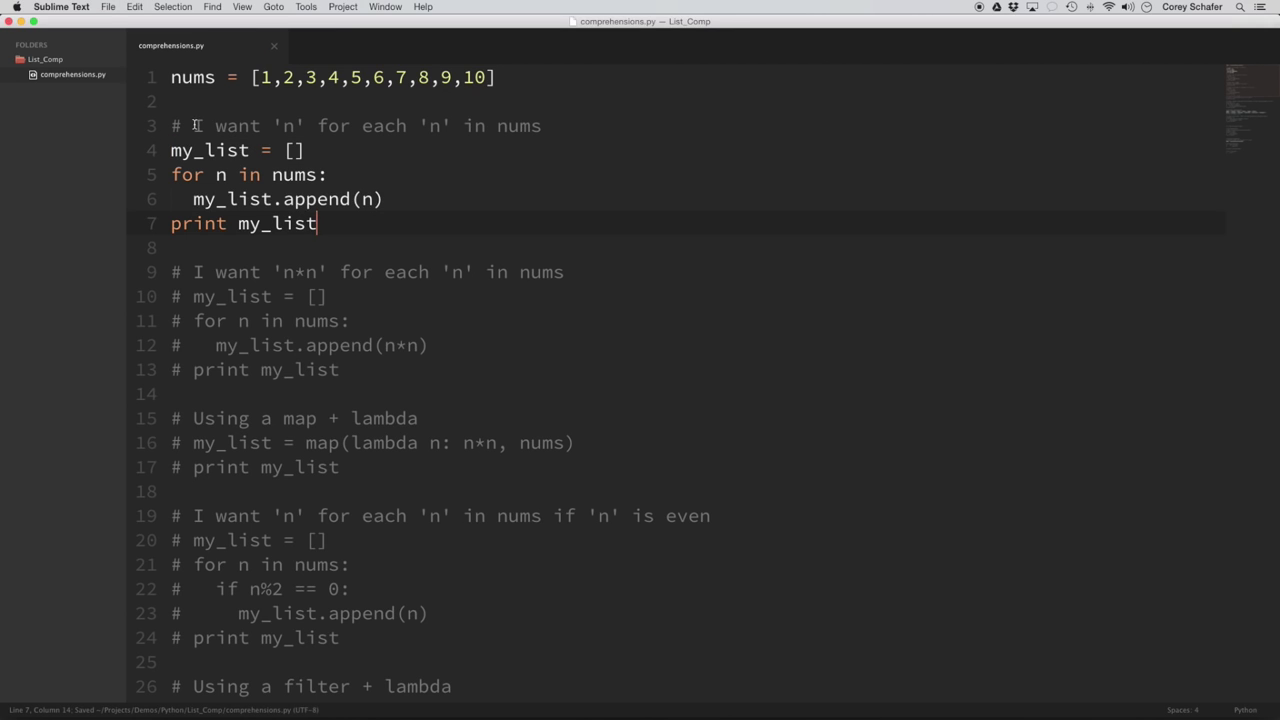 Sublime Text File Edit Selection Find View Goto Tools Project Window Help Corey Schafer
comprehensions.py — List_Comp
FOLDERS
List_Comp
comprehensions.py
comprehensions.py
1 nums = [1,2,3,4,5,6,7,8,9,10]
2
3 # I want 'n' for each 'n' in nums
4 my_list = []
5 for n in nums:
6   my_list.append(n)
7 print my_list
8
9 # I want 'n*n' for each 'n' in nums
10 # my_list = []
11 # for n in nums:
12 #   my_list.append(n*n)
13 # print my_list
14
15 # Using a map + lambda
16 # my_list = map(lambda n: n*n, nums)
17 # print my_list
18
19 # I want 'n' for each 'n' in nums if 'n' is even
20 # my_list = []
21 # for n in nums:
22 #   if n%2 == 0:
23 #     my_list.append(n)
24 # print my_list
25
26 # Using a filter + lambda
Line 7, Column 14; Saved ~/Projects/Demos/Python/List_Comp/comprehensions.py (UTF-8) Spaces: 4 Python